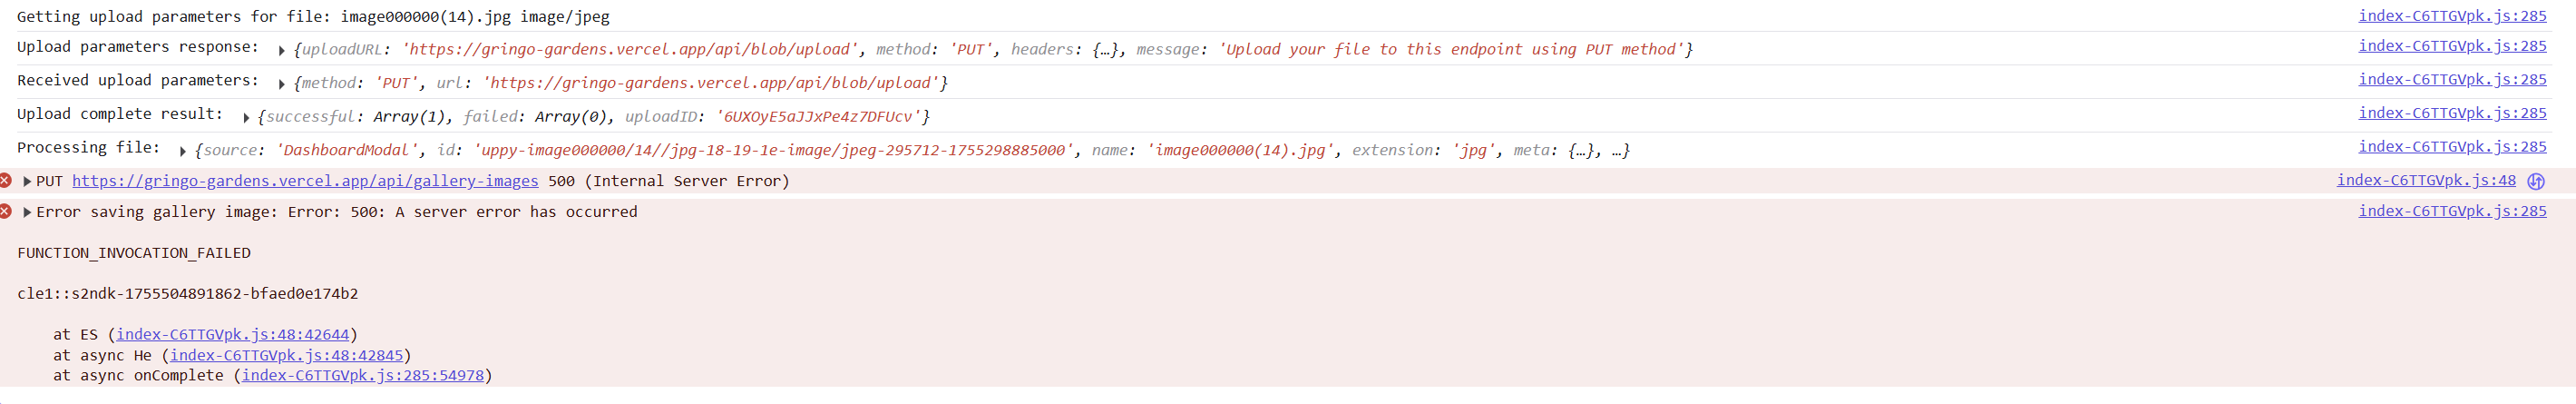 Getting upload parameters for file: image000000(14).jpg image/jpeg index-C6TTGVpk.js:285
Upload parameters response: ▶ {uploadURL: 'https://gringo-gardens.vercel.app/api/blob/upload', method: 'PUT', headers: {…}, message: 'Upload your file to this endpoint using PUT method'} index-C6TTGVpk.js:285
Received upload parameters: ▶ {method: 'PUT', url: 'https://gringo-gardens.vercel.app/api/blob/upload'} index-C6TTGVpk.js:285
Upload complete result: ▶ {successful: Array(1), failed: Array(0), uploadID: '6UXOyE5aJJxPe4z7DFUcv'} index-C6TTGVpk.js:285
Processing file: ▶ {source: 'DashboardModal', id: 'uppy-image000000/14//jpg-18-19-1e-image/jpeg-295712-1755298885000', name: 'image000000(14).jpg', extension: 'jpg', meta: {…}, …} index-C6TTGVpk.js:285
▶ PUT https://gringo-gardens.vercel.app/api/gallery-images 500 (Internal Server Error) index-C6TTGVpk.js:48
▶ Error saving gallery image: Error: 500: A server error has occurred index-C6TTGVpk.js:285
FUNCTION_INVOCATION_FAILED
cle1::s2ndk-1755504891862-bfaed0e174b2
at ES (index-C6TTGVpk.js:48:42644)
at async He (index-C6TTGVpk.js:48:42845)
at async onComplete (index-C6TTGVpk.js:285:54978)